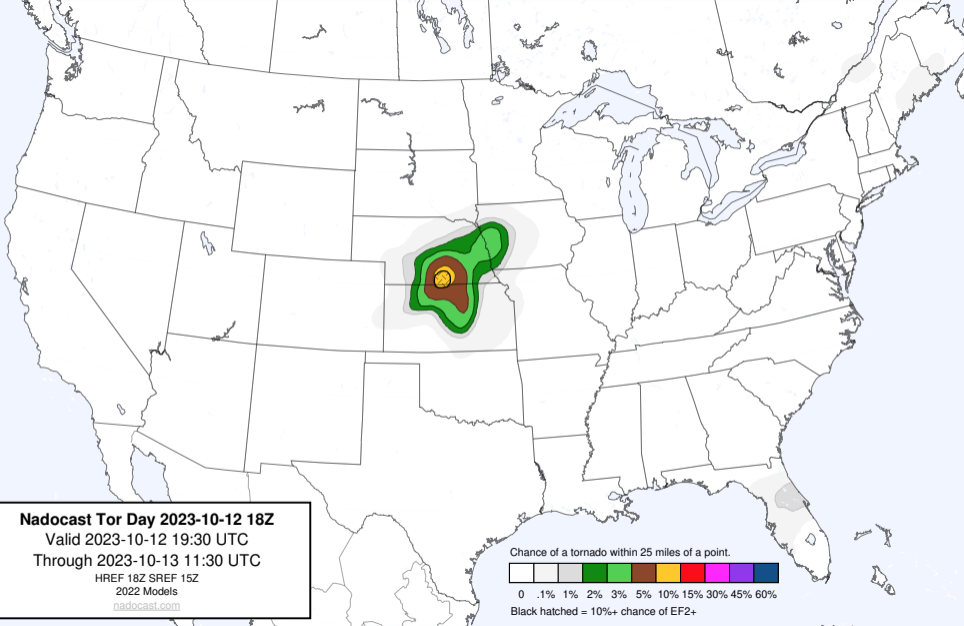 Nadocast Tor Day 2023-10-12 18Z
Valid 2023-10-12 19:30 UTC
Through 2023-10-13 11:30 UTC
HREF 18Z SREF 15Z
2022 Models
nadocast.com
Chance of a tornado within 25 miles of a point.
0 .1% 1% 2% 3% 5% 10% 15% 30% 45% 60%
Black hatched = 10%+ chance of EF2+